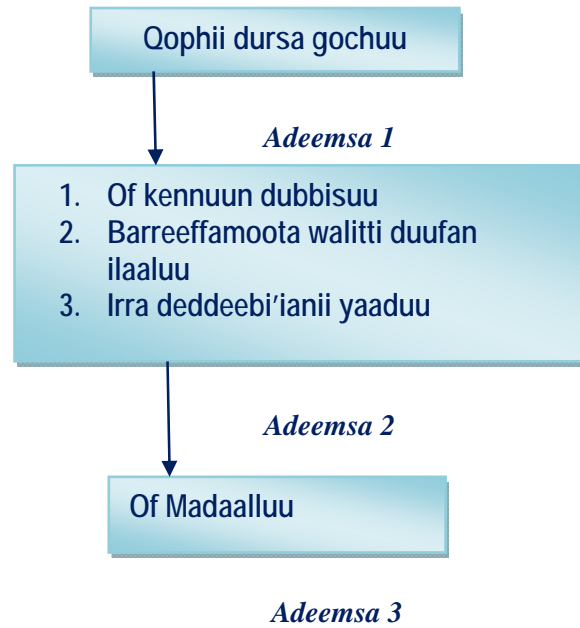 Qophii dursa gochuu
Adeemsa 1
1. Of kennuun dubbisuu
2. Barreeffamoota walitti duufan
ilaaluu
3. Irra deddeebi'ianii yaaduu
Adeemsa 2
Of Madaalluu
Adeemsa 3